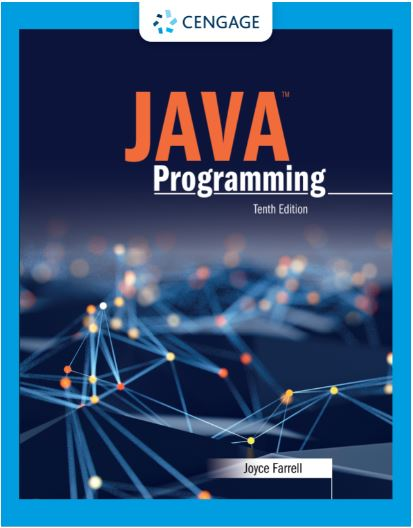 CENGAGE
JAVA™
Programming
Tenth Edition
Joyce Farrell